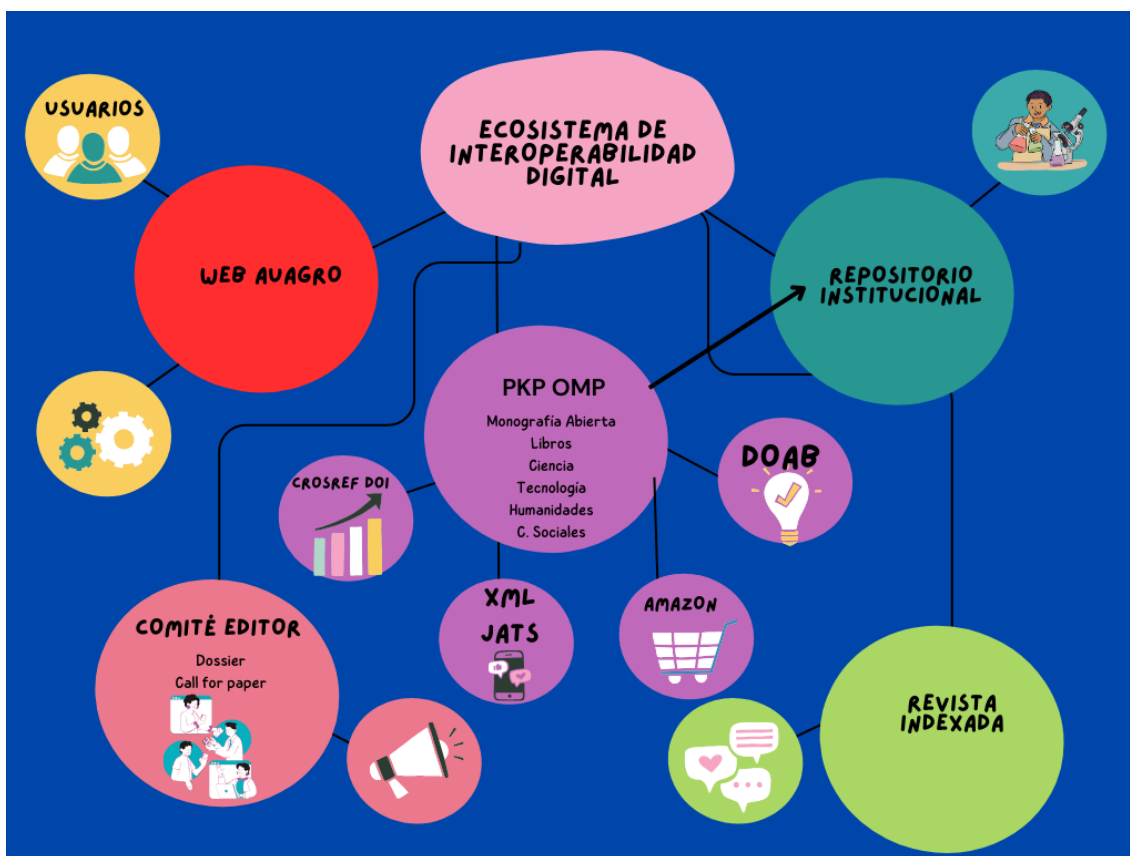 USUARIOS
ECOSISTEMA DE
INTEROPERABILIDAD
DIGITAL
WEB AUAGRO
REPOSITORIO
INSTITUCIONAL
PKP OMP
Monografía Abierta
Libros
Ciencia
Tecnología
Humanidades
C. Sociales
DOAB
CROSREF DOI
XML
JATS
AMAZON
COMITÉ EDITOR
Dossier
Call for paper
REVISTA
INDEXADA